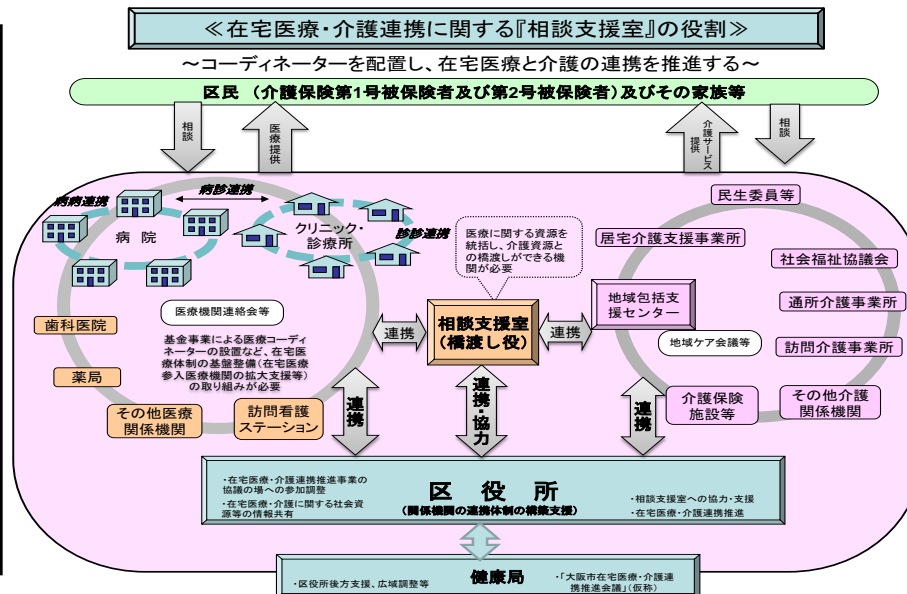 ≪在宅医療・介護連携に関する『相談支援室』の役割≫
～コーディネーターを配置し、在宅医療と介護の連携を推進する～
区民 （介護保険第1号被保険者及び第2号被保険者）及びその家族等
相談
医療提供
介護サービス
提供
相談
病病連携
病診連携
病 院
クリニック・
診療所
診診連携
医療に関する資源を
統括し、介護資源と
の橋渡しができる機
関が必要
民生委員等
居宅介護支援事業所
社会福祉協議会
通所介護事業所
訪問介護事業所
その他介護
関係機関
介護保険
施設等
地域包括支
援センター
地域ケア会議等
医療機関連絡会等
基金事業による医療コーディ
ネーターの設置など、在宅医
療体制の基盤整備（在宅医療
参入医療機関の拡大支援等）
の取り組みが必要
歯科医院
薬局
その他医療
関係機関
訪問看護
ステーション
連携
相談支援室
（橋渡し役）
連携
連携
連携・協力
連携
・在宅医療・介護連携推進事業の
協議の場への参加調整
・在宅医療・介護に関する社会資
源等の情報共有
区 役 所
（関係機関の連携体制の構築支援）
・相談支援室への協力・支援
・在宅医療・介護連携推進
・区役所後方支援、広域調整等
健康局
・「大阪市在宅医療・介護連
携推進会議」（仮称）